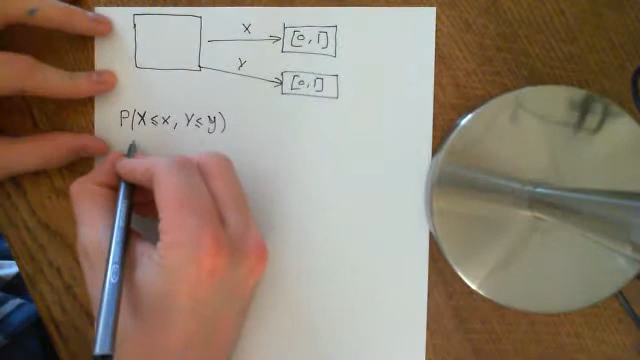 X
[0,1]
Y
[0,1]
P(X≤x, Y≤y)